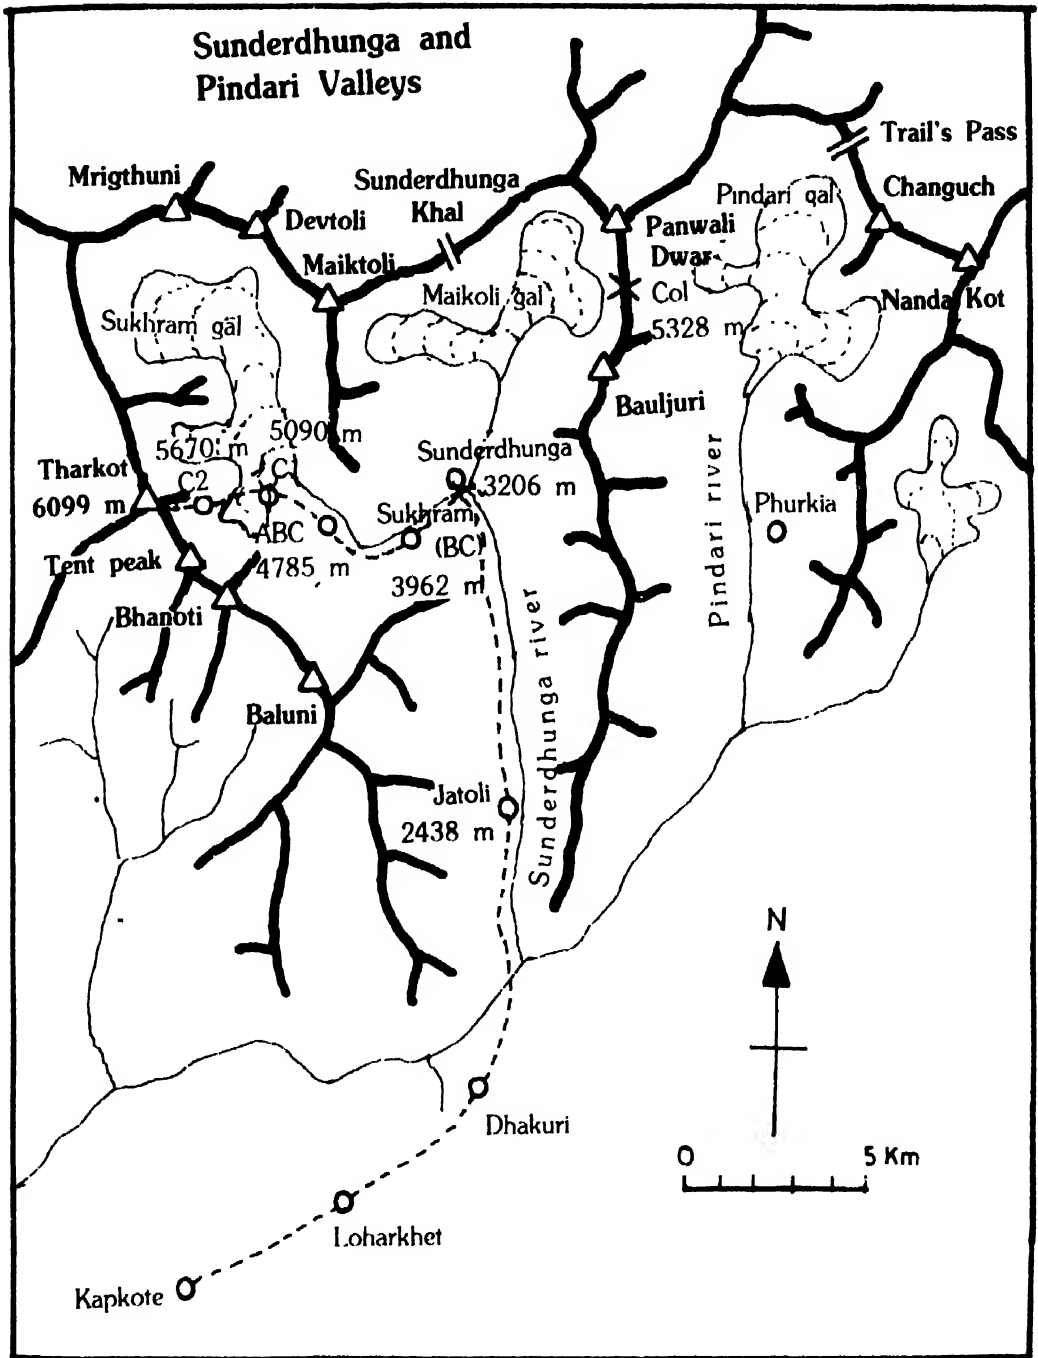 Sunderdhunga and
Pindari Valleys
Trail's Pass
Mrigthuni
Sunderdhunga
Khal
Pindari gal
Changuch
Devtoli
Panwali
Dwar
Maiktoli
Maikoli gal
Col
5328 m
Nanda Kot
Sukhram gal
Bauljuri
5090 m
5670 m
Sunderdhunga
3206 m
Tharkot
6099 m
C2
C1
Phurkia
Sukhram
(BC)
3962 m
ABC
4785 m
Tent peak
Bhanoti
Pindari river
Sunderdhunga river
Baluni
Jatoli
2438 m
N
Dhakuri
0 5 Km
Loharkhet
Kapkote